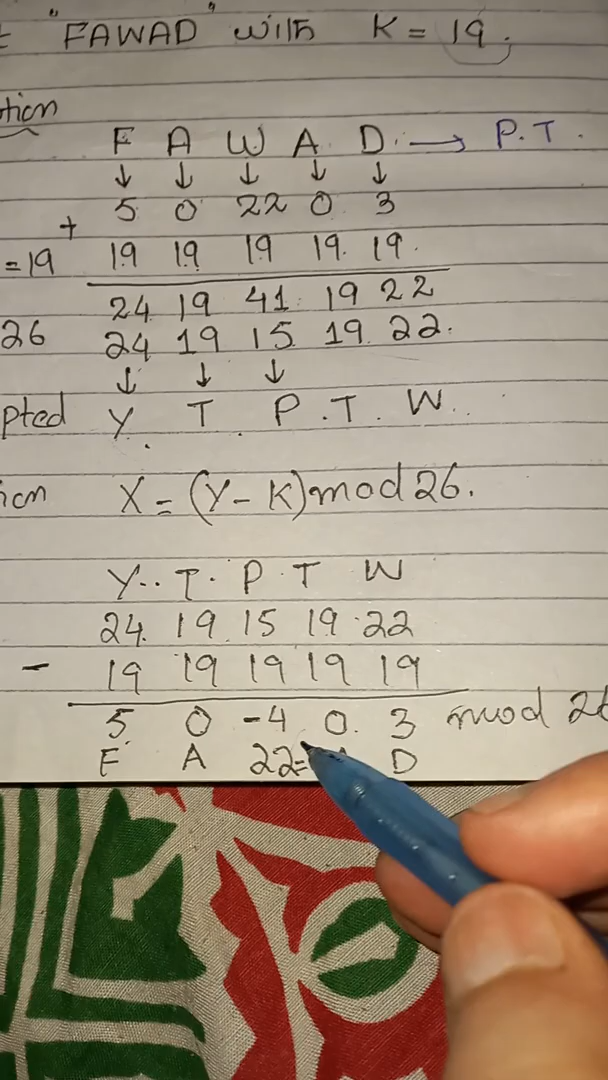 "FAWAD" with K = 19.
F A W A D. → P.T.
↓ ↓ ↓ ↓ ↓
5 0 22 0 3
+
=19 19 19 19 19. 19.
24 19 41 19 22
26 24 19 15 19 22.
↓ ↓ ↓
pted Y. T. P.T. W..
X = (Y-K) mod 26.
Y.. T. P. T W
24. 19 15 19 22
- 19 19 19 19 19
5 0 -4 0. 3 mod 26
F A 22= D